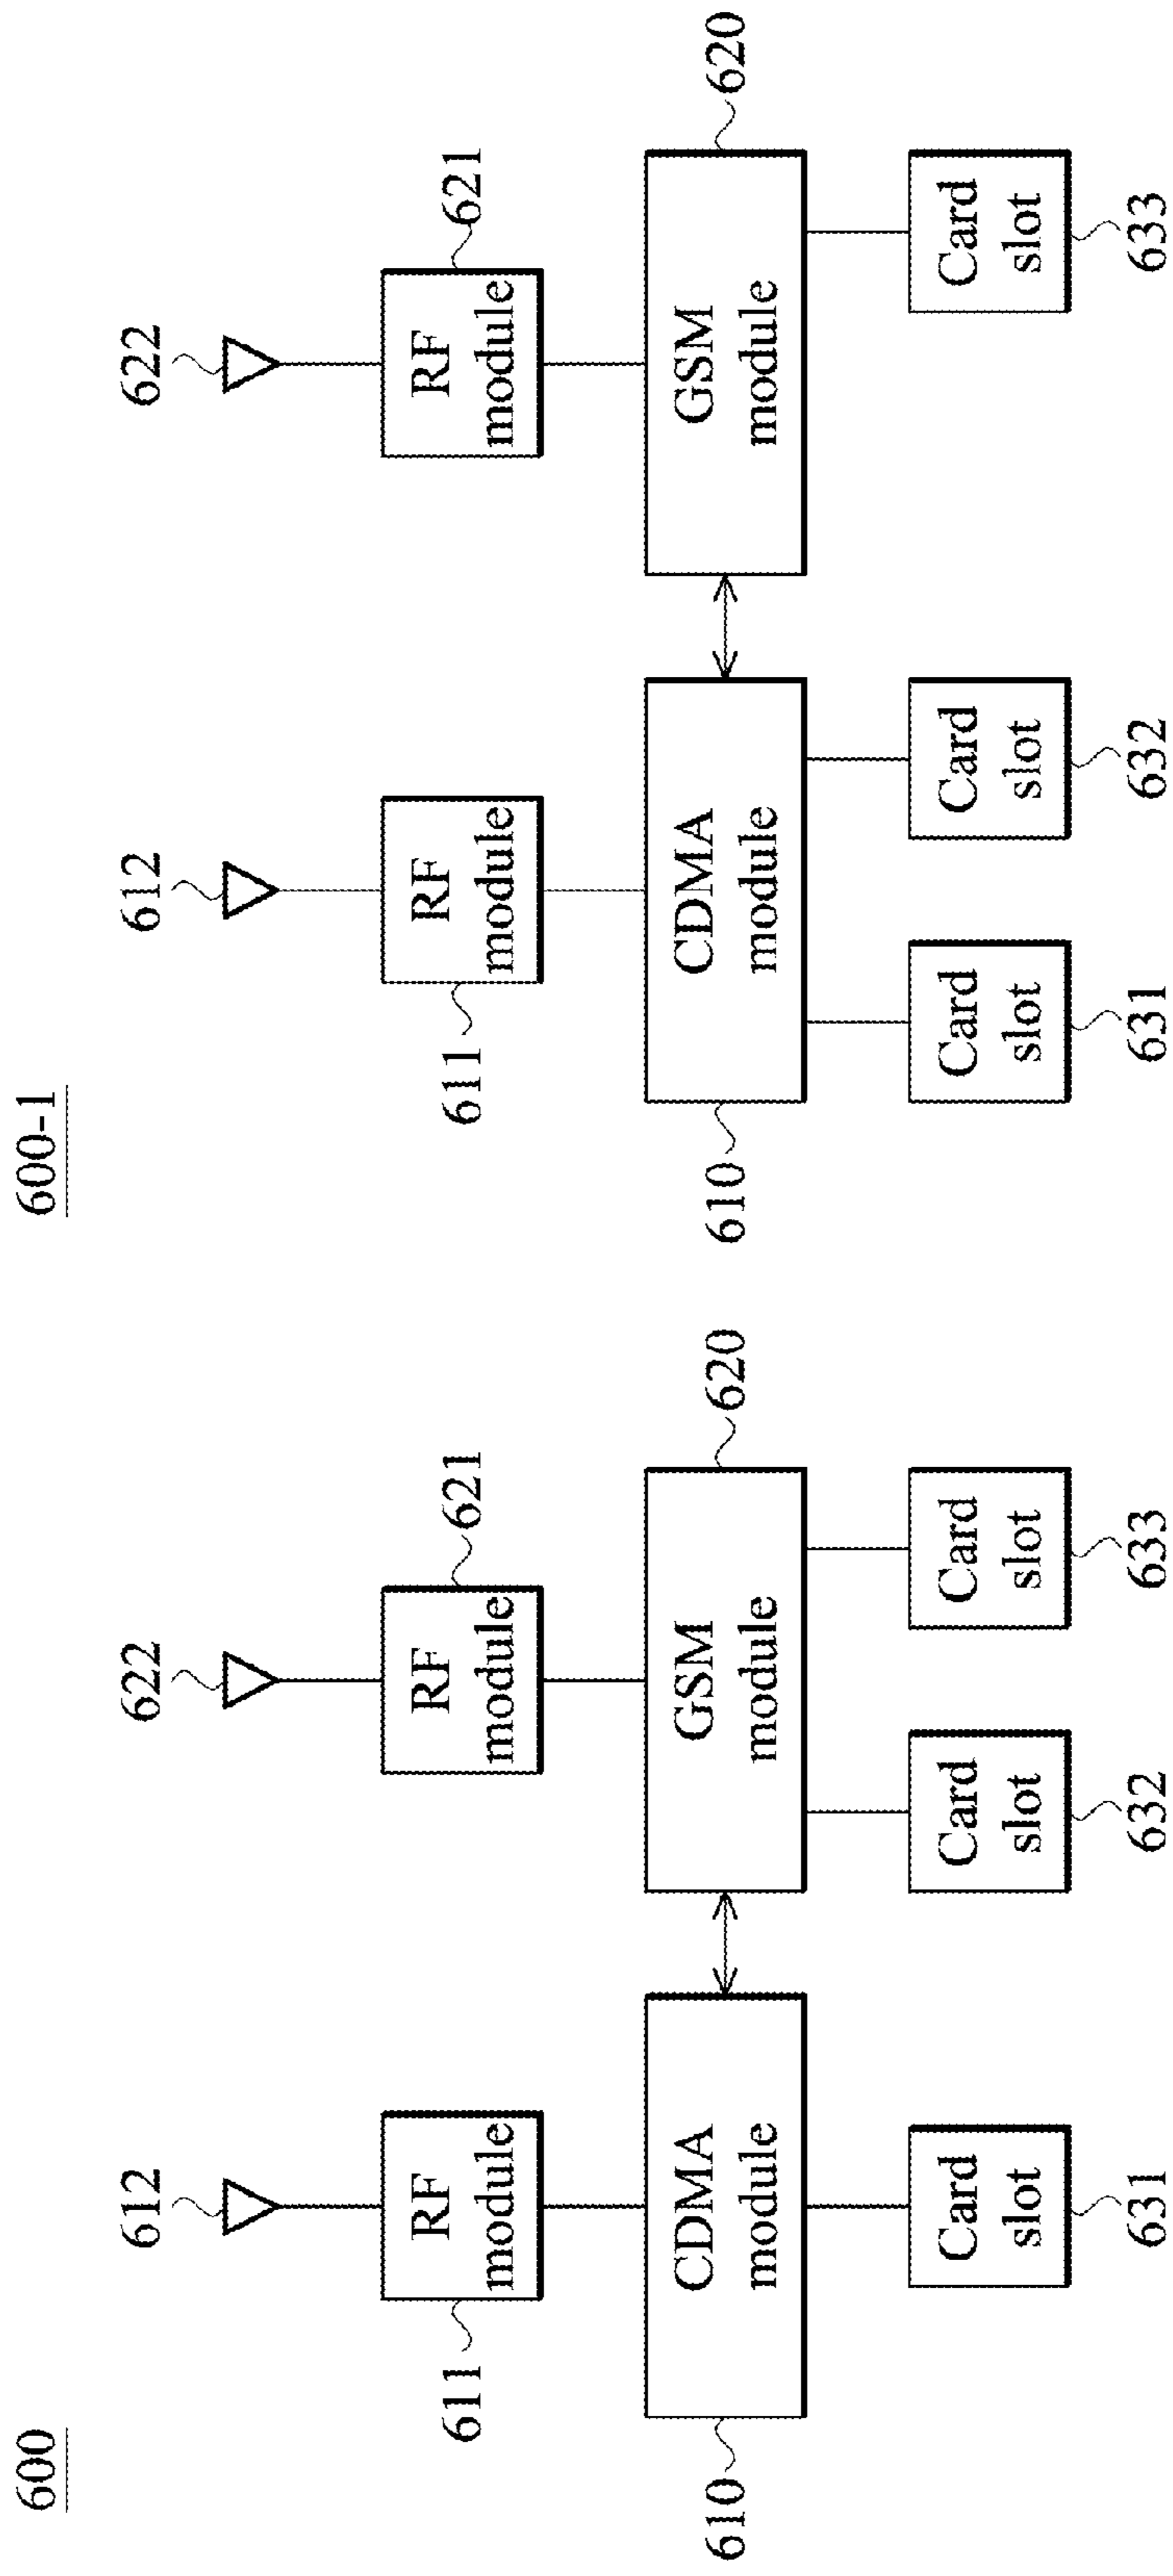 600
612
622
611
RF
module
RF
module
621
610
CDMA
module
GSM
module
620
Card
slot
Card
slot
Card
slot
631
632
633
600-1
612
622
611
RF
module
RF
module
621
610
CDMA
module
GSM
module
620
Card
slot
Card
slot
Card
slot
631
632
633